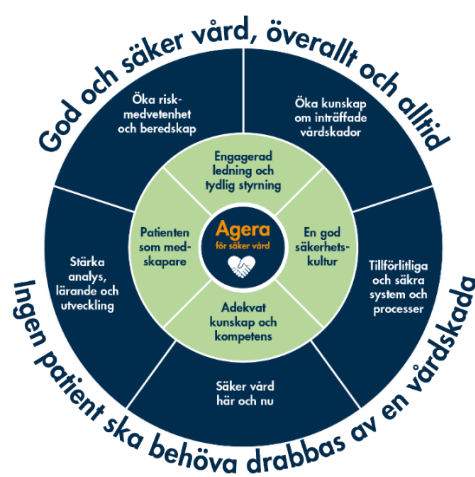 God och säker vård, överallt och alltid
Öka risk-
medvetenhet
och beredskap
Öka kunskap
om inträffade
vårdskador
Engagerad
ledning och
tydlig styrning
Patienten
som med-
skapare
Agera
för säker vård
En god
säkerhets-
kultur
Stärka
analys,
lärande och
utveckling
Tillförlitliga
och säkra
system och
processer
Adekvat
kunskap och
kompetens
Säker vård
här och nu
Ingen patient ska behöva drabbas av en vårdskada